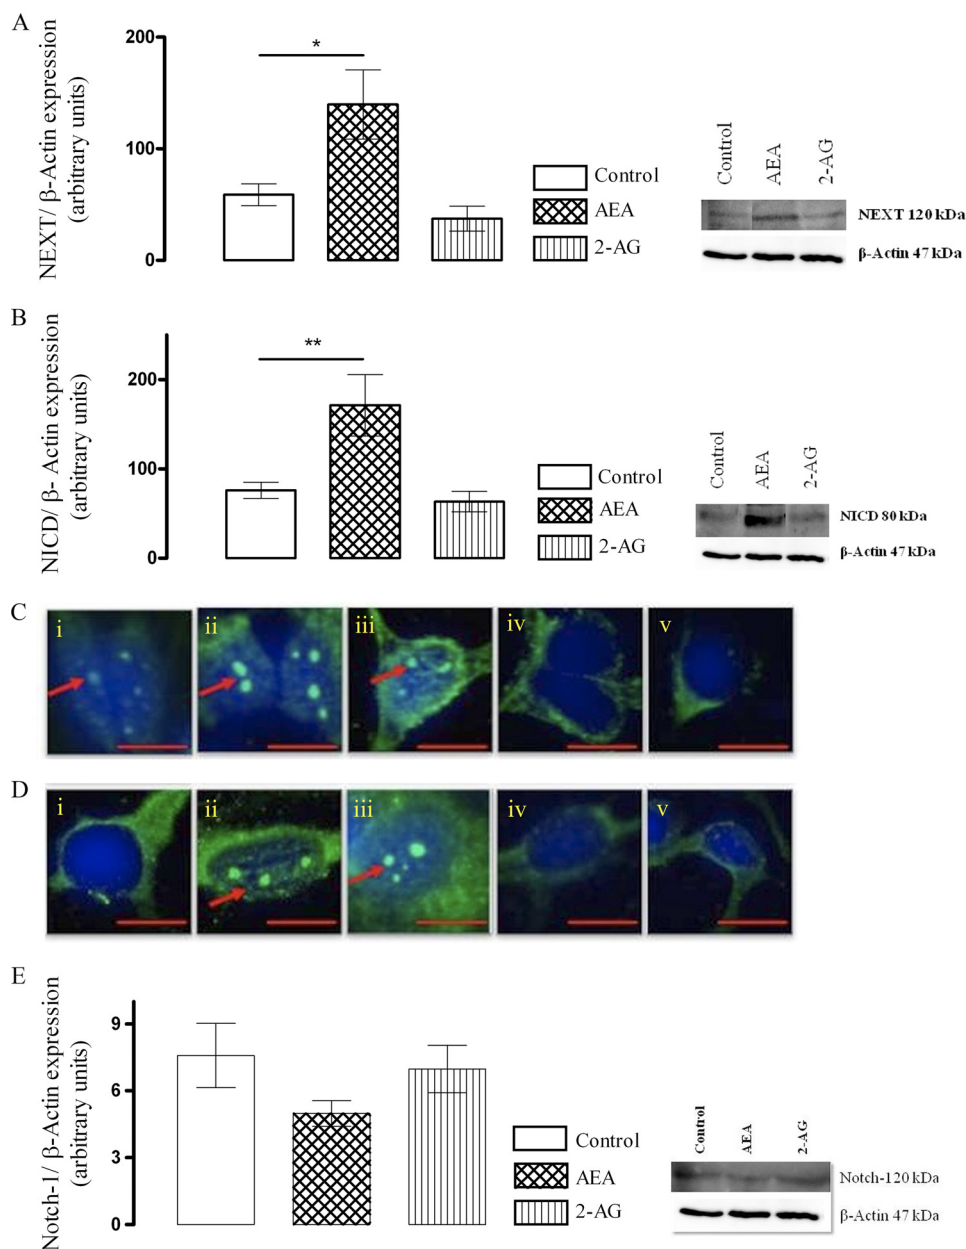 A
NEXT/ β-Actin expression
(arbitrary units)
200
100
0
*
Control
AEA
2-AG
Control
AEA
2-AG
NEXT 120 kDa
β-Actin 47 kDa
B
NICD/ β- Actin expression
(arbitrary units)
200
100
0
**
Control
AEA
2-AG
Control
AEA
2-AG
NICD 80 kDa
β-Actin 47 kDa
C
i
ii
iii
iv
v
D
i
ii
iii
iv
v
E
Notch-1/ β-Actin expression
(arbitrary units)
9
6
3
0
Control
AEA
2-AG
Control
AEA
2-AG
Notch-120 kDa
β-Actin 47 kDa